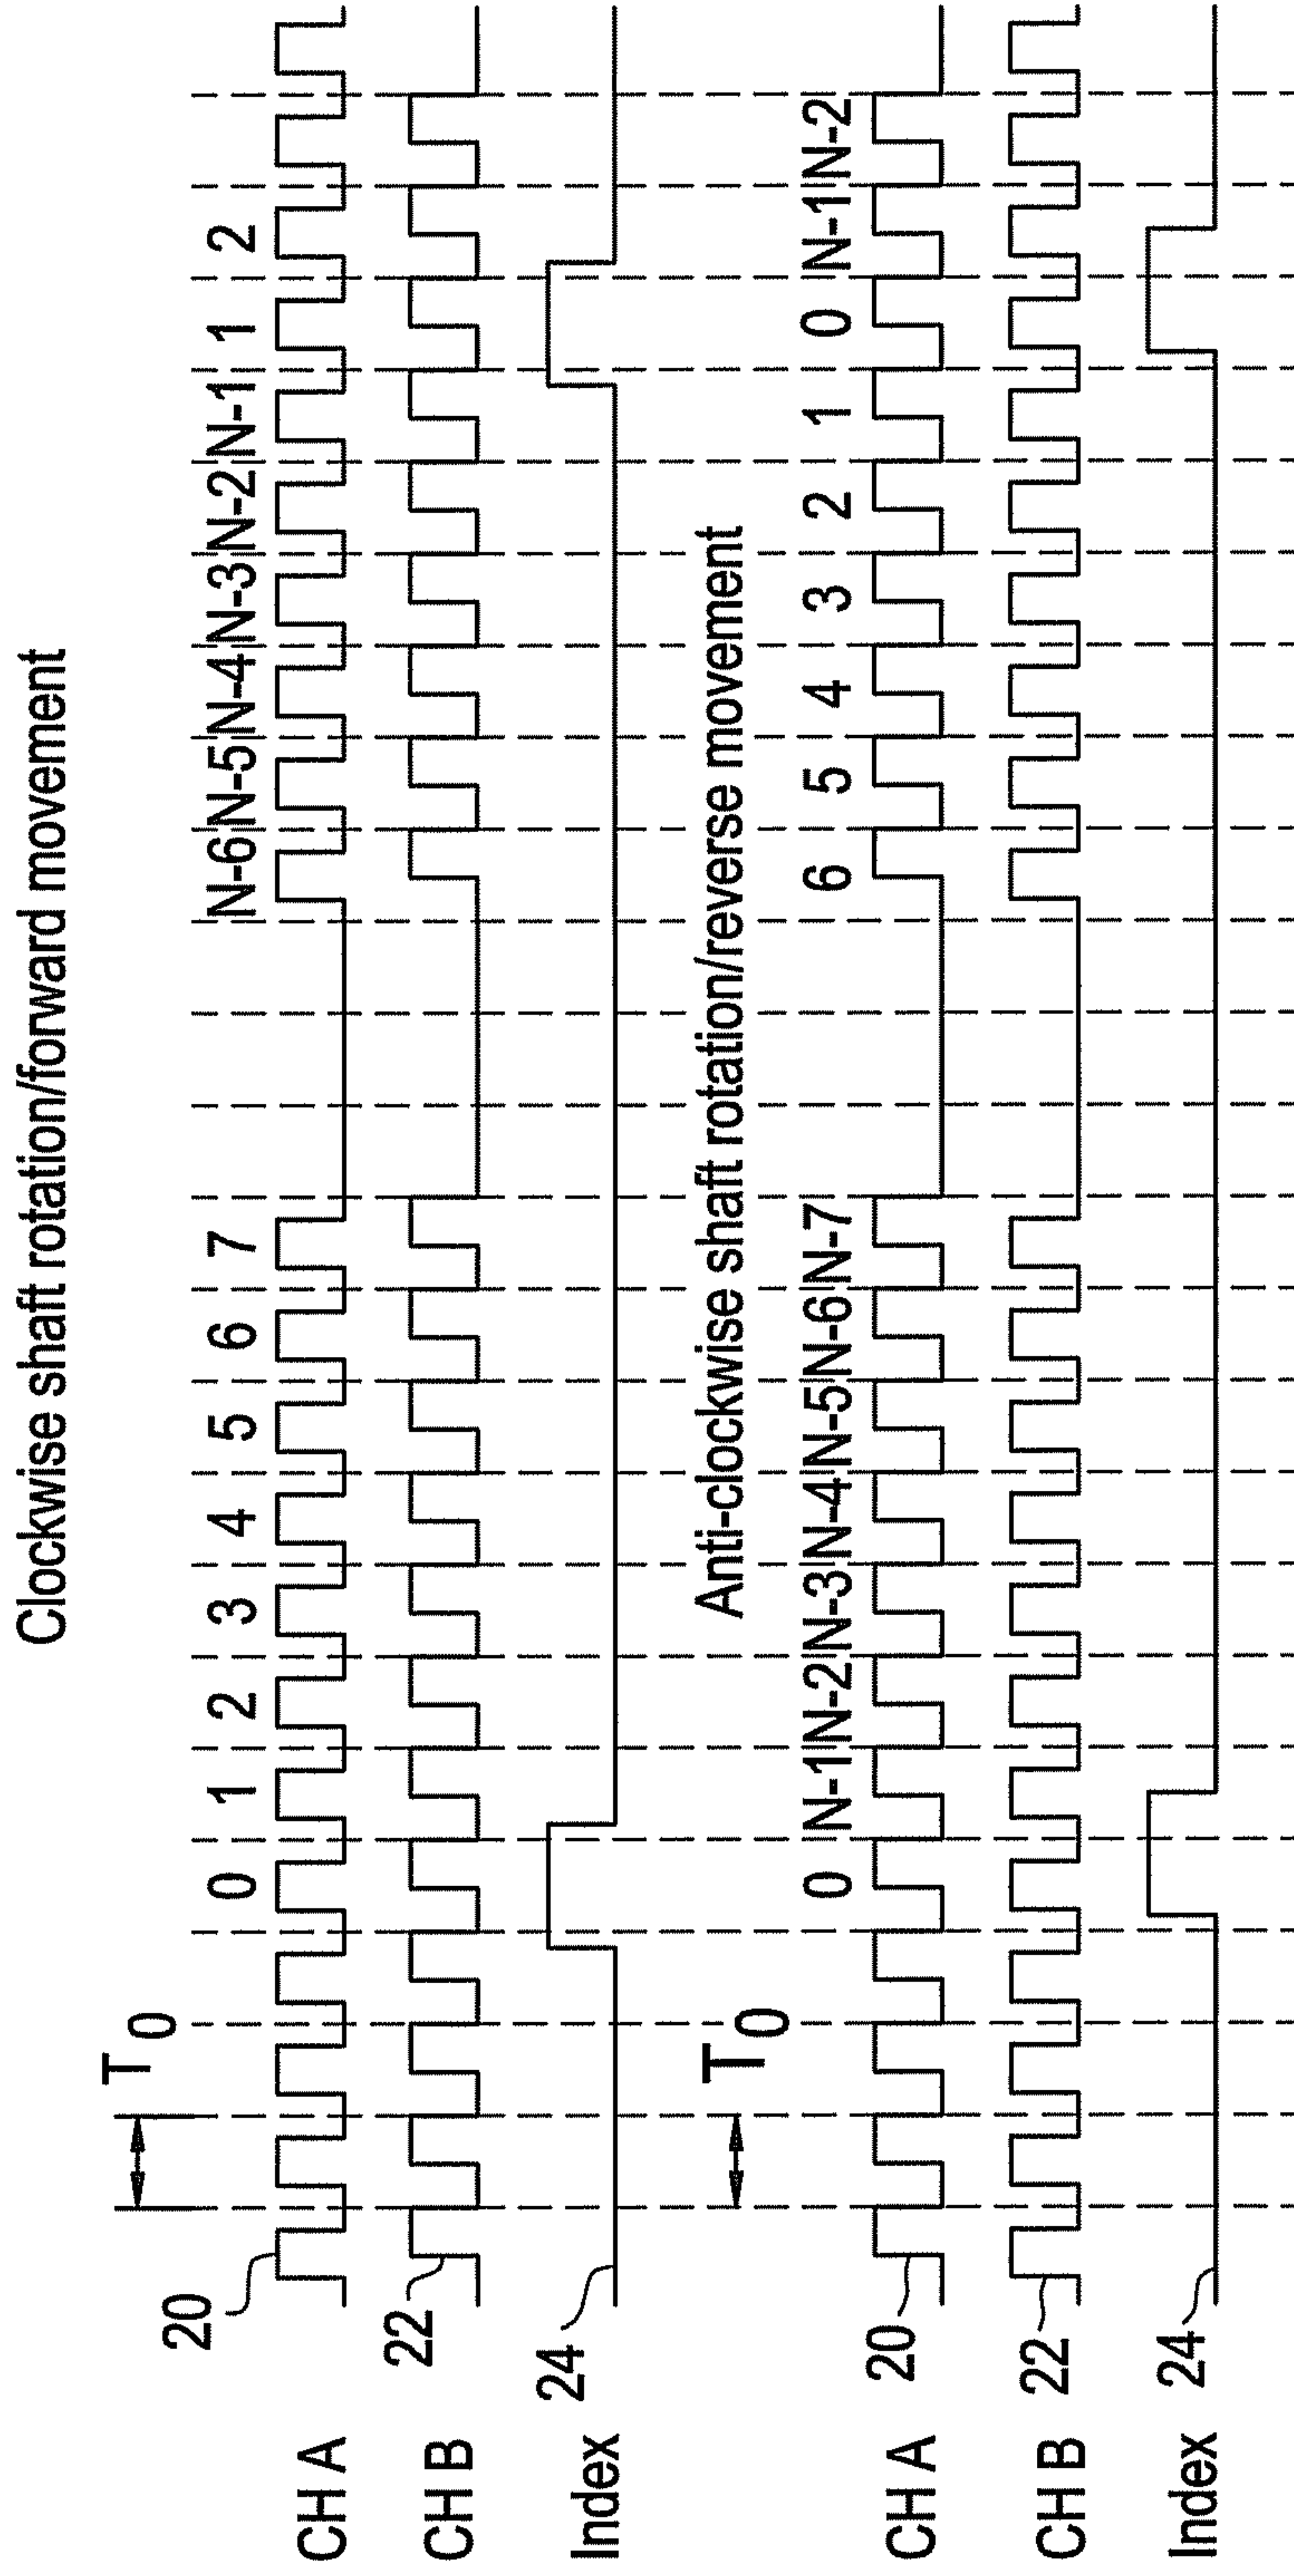 Clockwise shaft rotation/forward movement
T0
0 1 2 3 4 5 6 7 N-6 N-5 N-4 N-3 N-2 N-1 1 2
20
CH A
22
CH B
24
Index
Anti-clockwise shaft rotation/reverse movement
T0
0 N-1 N-2 N-3 N-4 N-5 N-6 N-7 6 5 4 3 2 1 0 N-1 N-2
20
CH A
22
CH B
24
Index